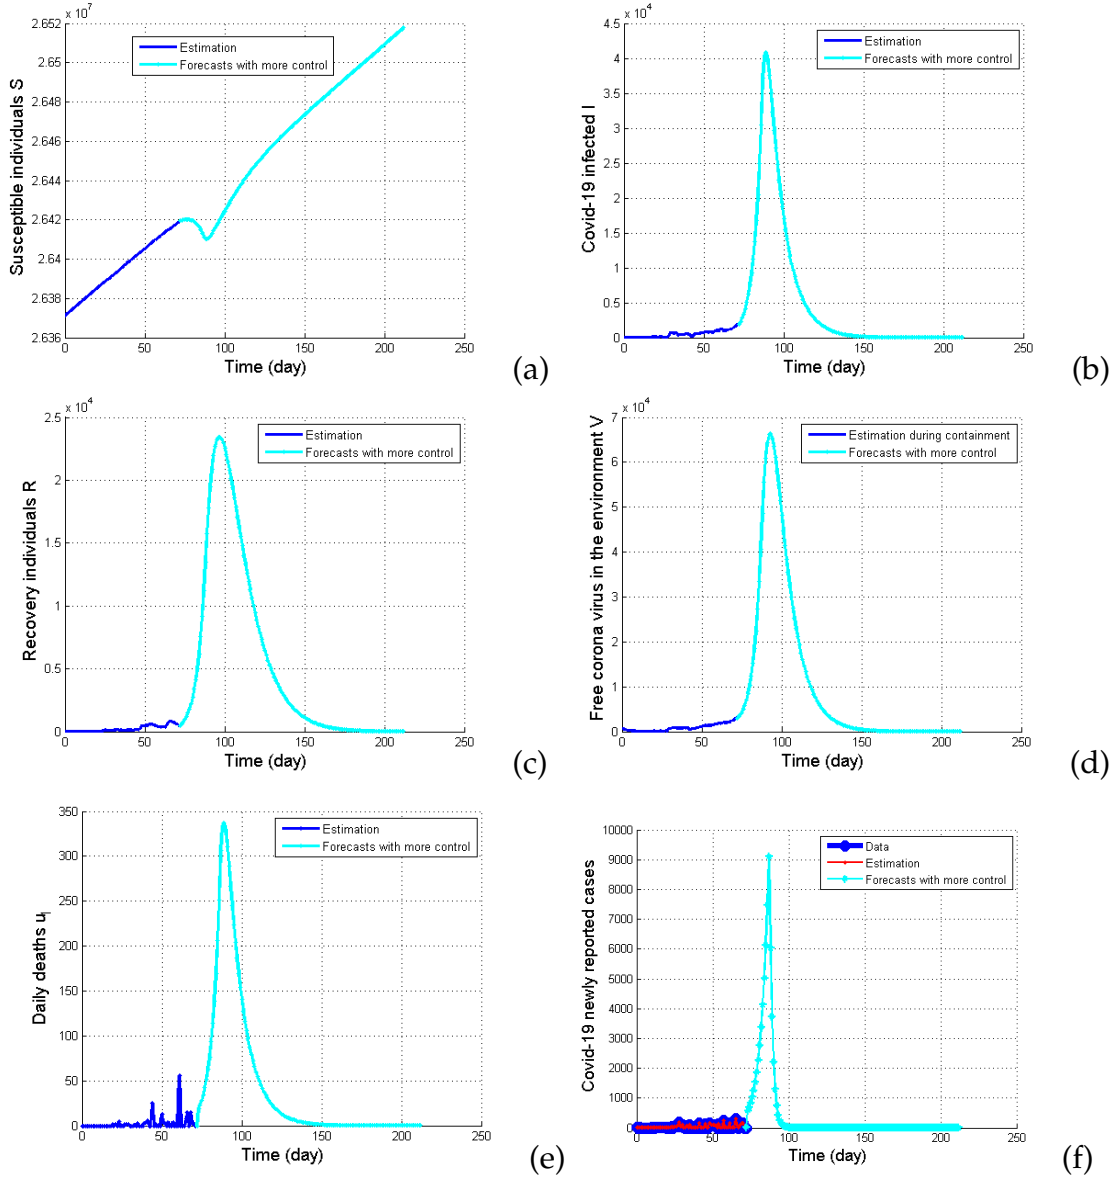 x 10^7
2.652
2.65
2.648
2.646
2.644
2.642
2.64
2.638
2.636
0 50 100 150 200 250
Susceptible individuals S
Time (day)
Estimation
Forecasts with more control
(a)
x 10^4
4.5
4
3.5
3
2.5
2
1.5
1
0.5
0
0 50 100 150 200 250
Covid-19 infected I
Time (day)
Estimation
Forecasts with more control
(b)
x 10^4
2.5
2
1.5
1
0.5
0
0 50 100 150 200 250
Recovery individuals R
Time (day)
Estimation
Forecasts with more control
(c)
x 10^4
7
6
5
4
3
2
1
0
0 50 100 150 200 250
Free corona virus in the environment V
Time (day)
Estimation during containment
Forecasts with more control
(d)
350
300
250
200
150
100
50
0
0 50 100 150 200 250
Daily deaths u_I
Time (day)
Estimation
Forecasts with more control
(e)
10000
9000
8000
7000
6000
5000
4000
3000
2000
1000
0
0 50 100 150 200 250
Covid-19 newly reported cases
Time (day)
Data
Estimation
Forecasts with more control
(f)